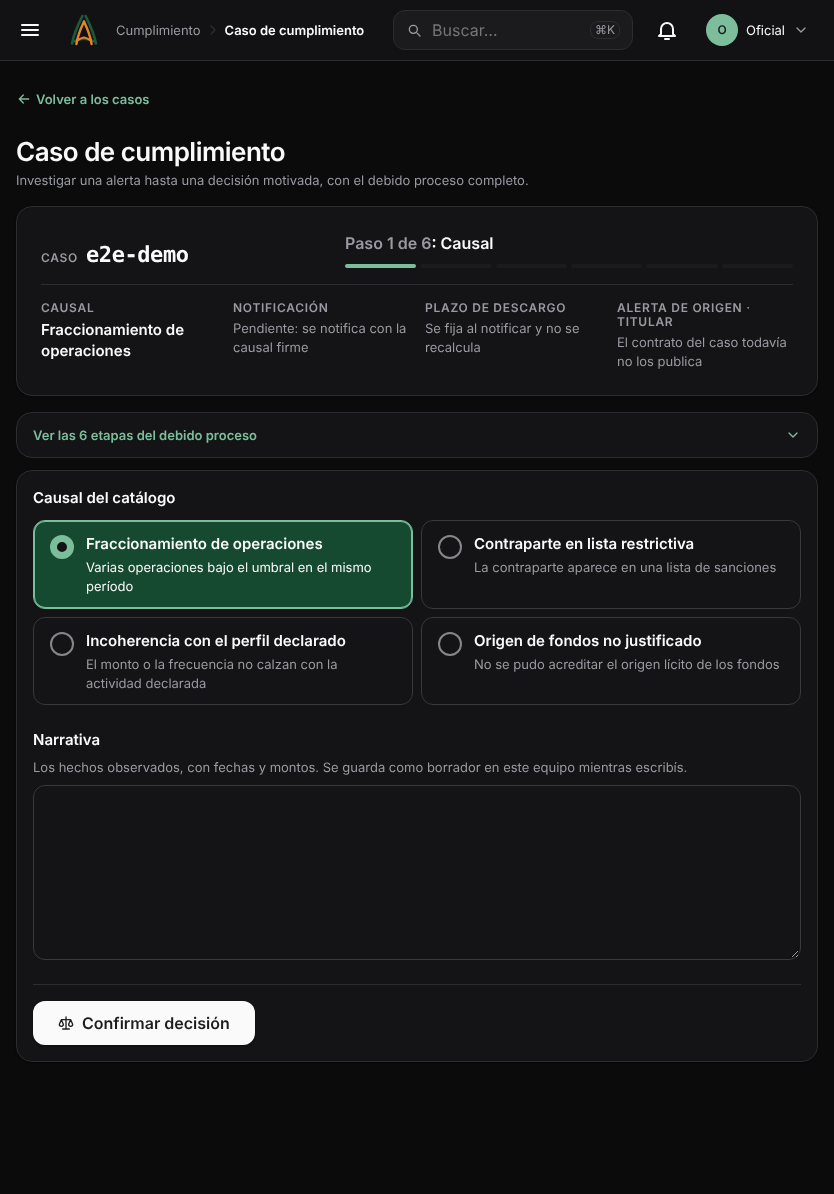 Cumplimiento > Caso de cumplimiento
Buscar...
⌘K
O
Oficial
← Volver a los casos
Caso de cumplimiento
Investigar una alerta hasta una decisión motivada, con el debido proceso completo.
CASO e2e-demo
Paso 1 de 6: Causal
CAUSAL
Fraccionamiento de
operaciones
NOTIFICACIÓN
Pendiente: se notifica con la
causal firme
PLAZO DE DESCARGO
Se fija al notificar y no se
recalcula
ALERTA DE ORIGEN ·
TITULAR
El contrato del caso todavía
no los publica
Ver las 6 etapas del debido proceso
Causal del catálogo
Fraccionamiento de operaciones
Varias operaciones bajo el umbral en el mismo
período
Contraparte en lista restrictiva
La contraparte aparece en una lista de sanciones
Incoherencia con el perfil declarado
El monto o la frecuencia no calzan con la
actividad declarada
Origen de fondos no justificado
No se pudo acreditar el origen lícito de los fondos
Narrativa
Los hechos observados, con fechas y montos. Se guarda como borrador en este equipo mientras escribís.
Confirmar decisión